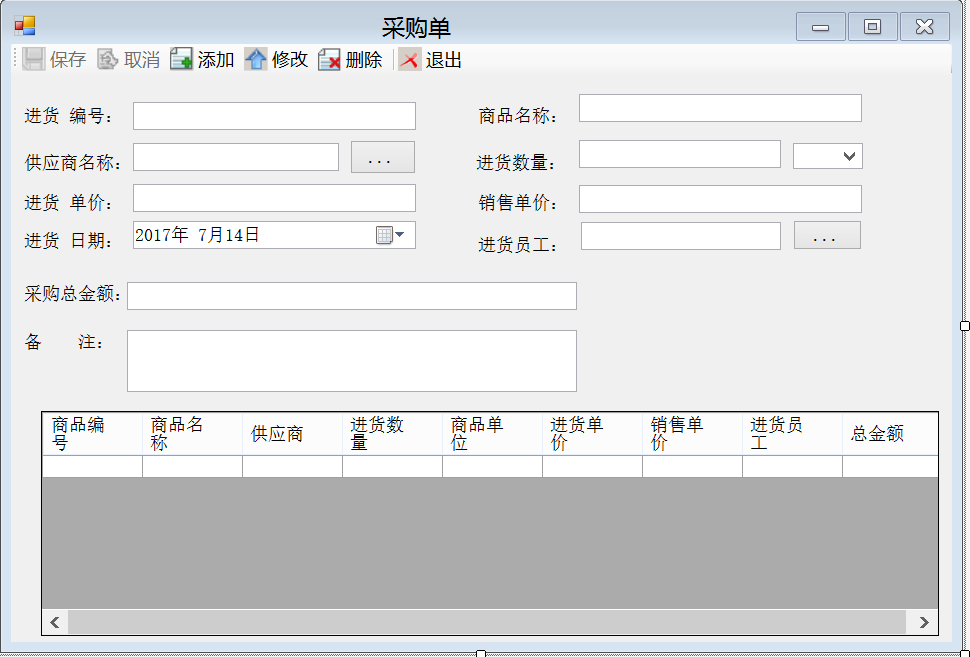 采购单
保存 取消 添加 修改 删除 退出
进货 编号： 商品名称：
供应商名称： ... 进货数量：
进货 单价： 销售单价：
进货 日期： 2017年 7月14日 进货员工： ...
采购总金额：
备 注：
商品编号 商品名称 供应商 进货数量 商品单位 进货单价 销售单价 进货员工 总金额